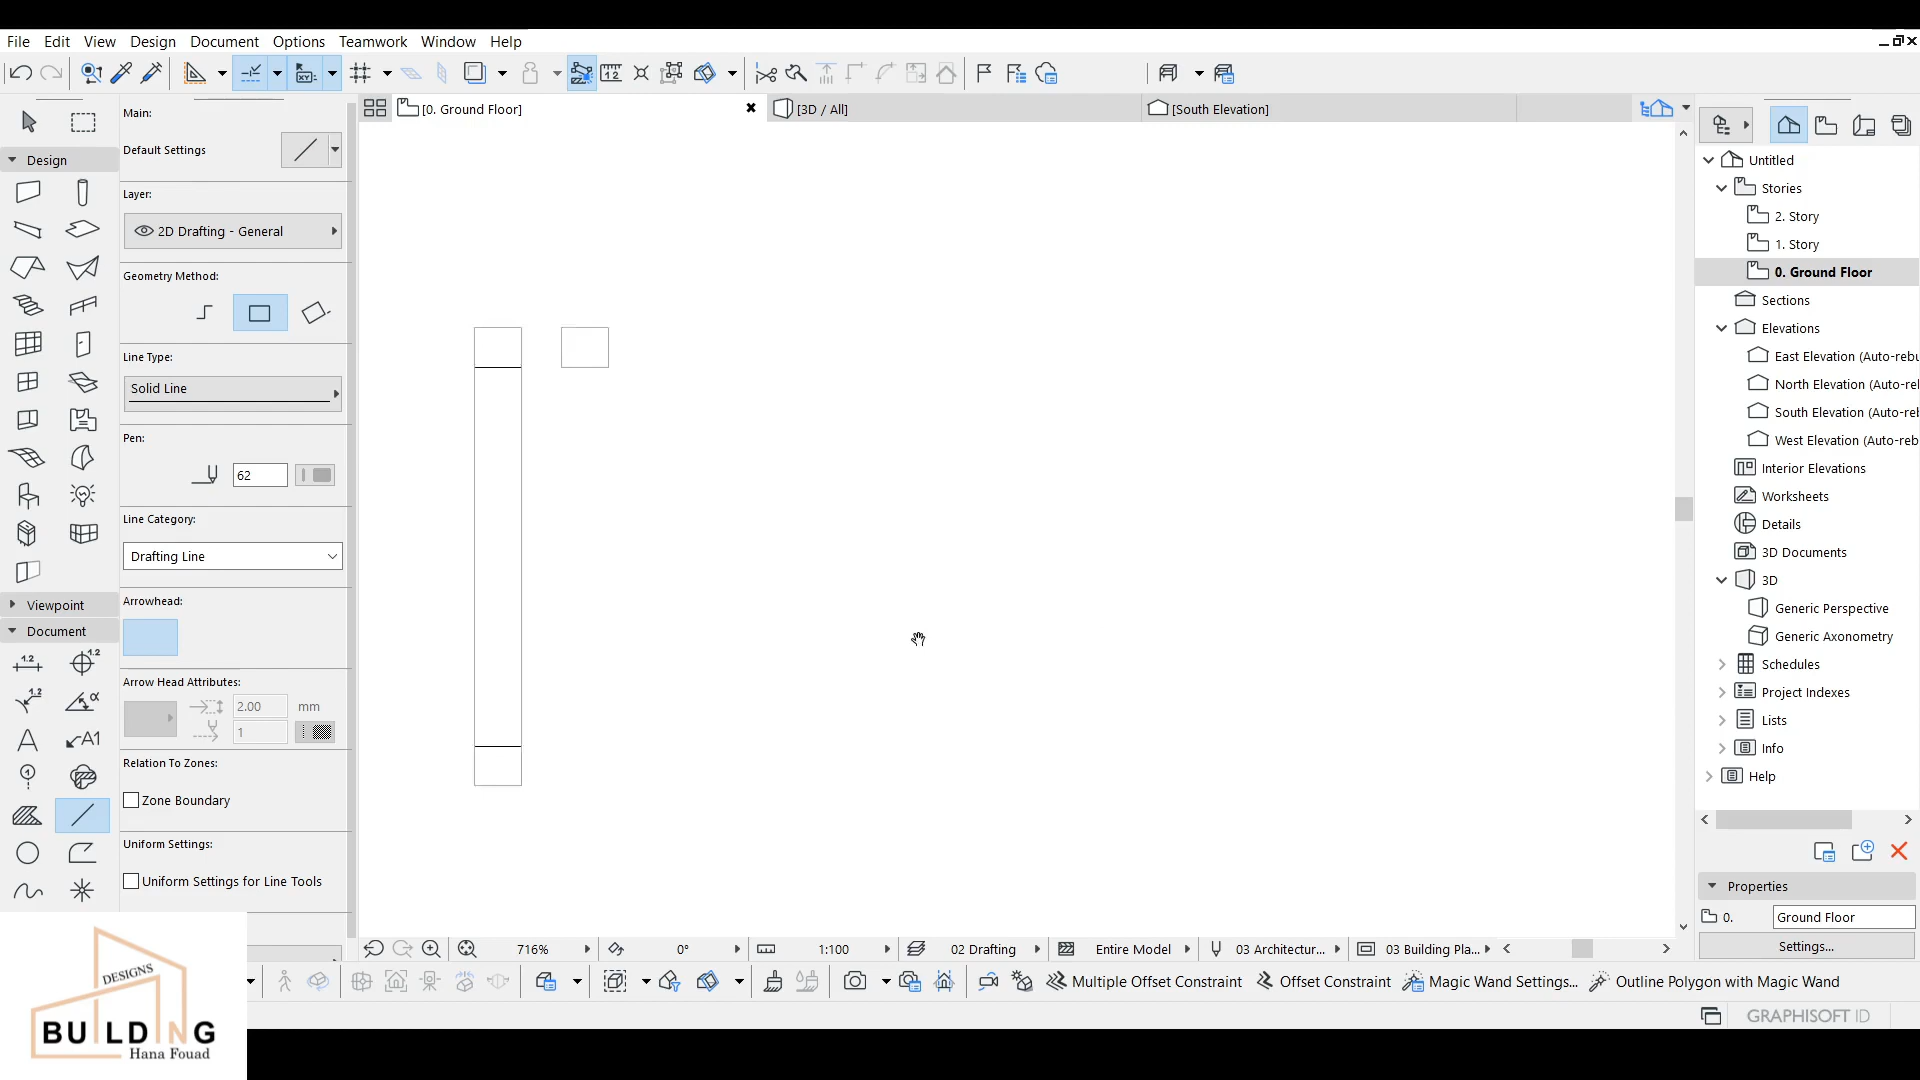 File Edit View Design Document Options Teamwork Window Help
[0. Ground Floor]
[3D / All]
[South Elevation]
Design
Viewpoint
Document
Main:
Default Settings
Layer:
2D Drafting - General
Geometry Method:
Line Type:
Solid Line
Pen:
62
Line Category:
Drafting Line
Arrowhead:
Arrow Head Attributes:
2.00 mm
1
Relation To Zones:
Zone Boundary
Uniform Settings:
Uniform Settings for Line Tools
Untitled
Stories
2. Story
1. Story
0. Ground Floor
Sections
Elevations
East Elevation (Auto-rebu
North Elevation (Auto-rel
South Elevation (Auto-re
West Elevation (Auto-reb
Interior Elevations
Worksheets
Details
3D Documents
3D
Generic Perspective
Generic Axonometry
Schedules
Project Indexes
Lists
Info
Help
Properties
0. Ground Floor
Settings...
716% 0° 1:100 02 Drafting Entire Model 03 Architectur... 03 Building Pla...
Multiple Offset Constraint Offset Constraint Magic Wand Settings... Outline Polygon with Magic Wand
GRAPHISOFT ID
DESIGNS
BUILDING
Hana Fouad